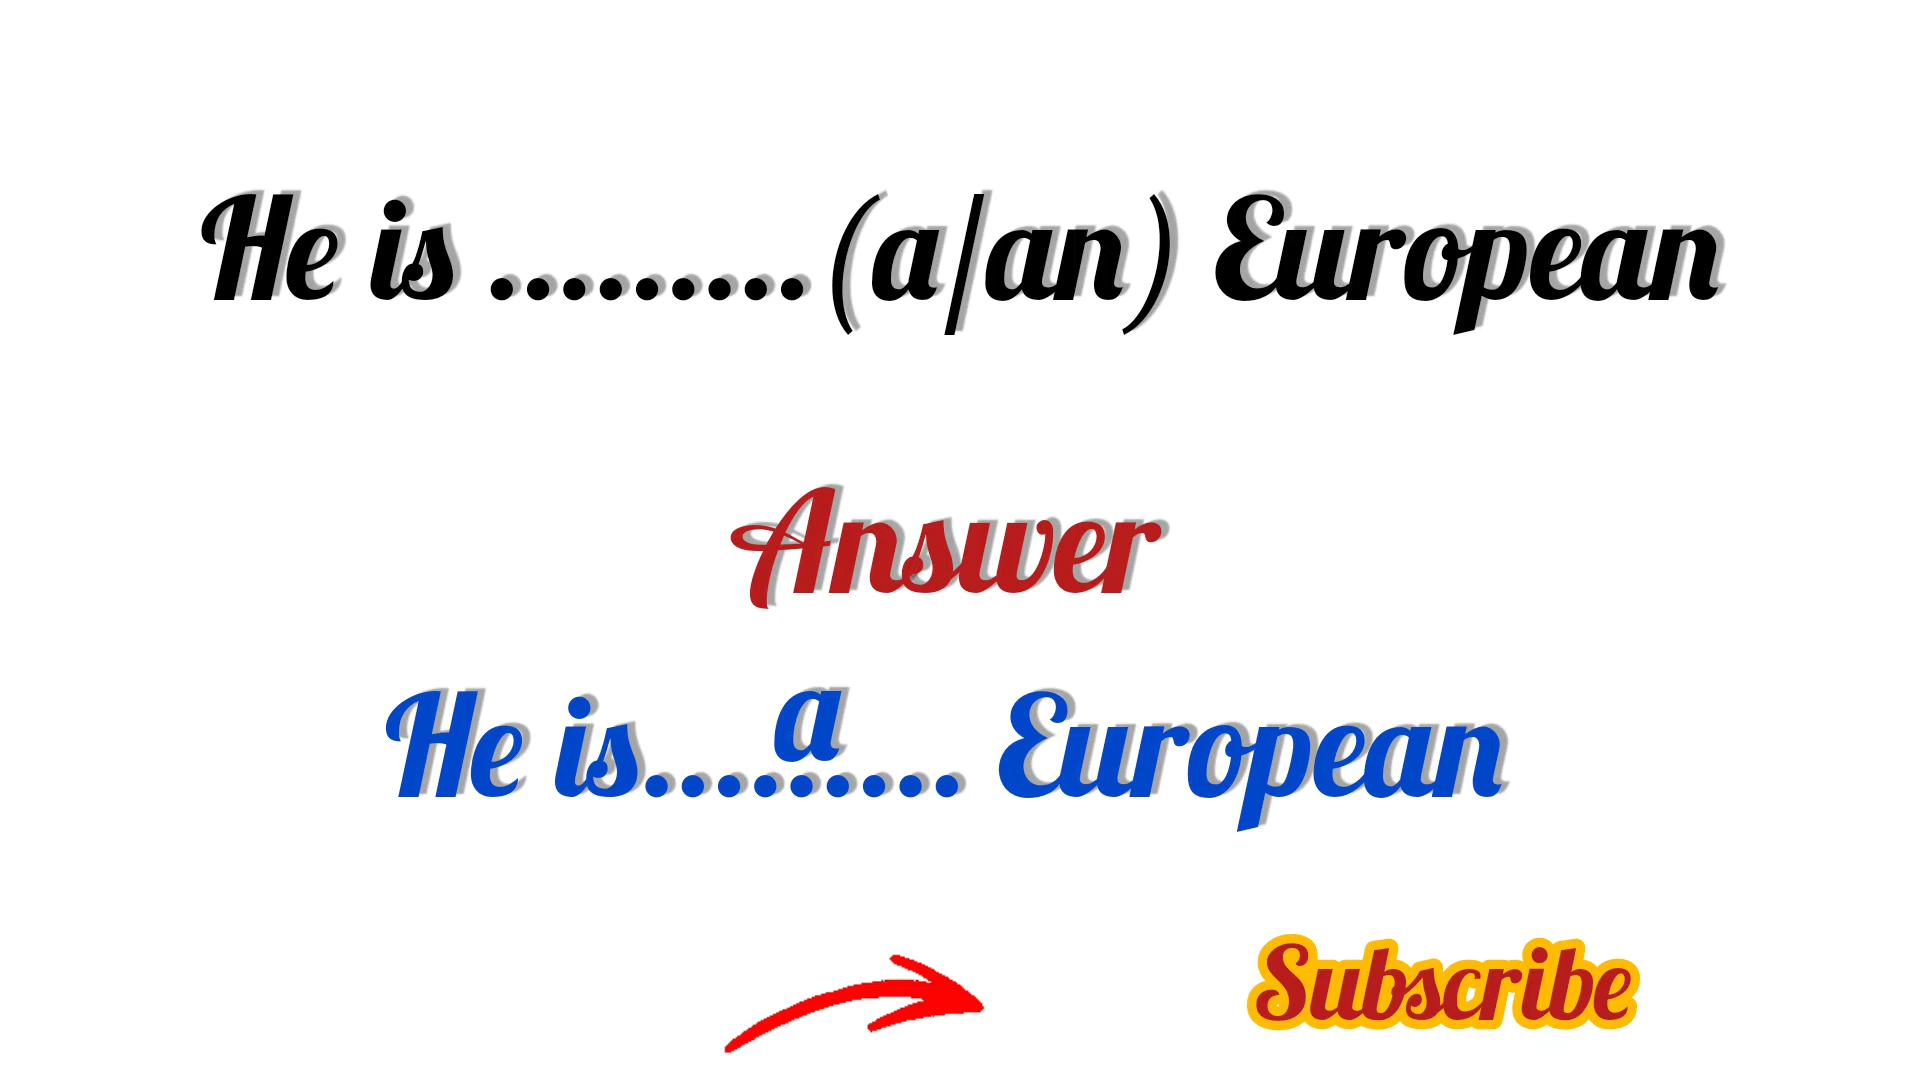 He is .........(a/an) European
Answer
He is....a..... European
Subscribe